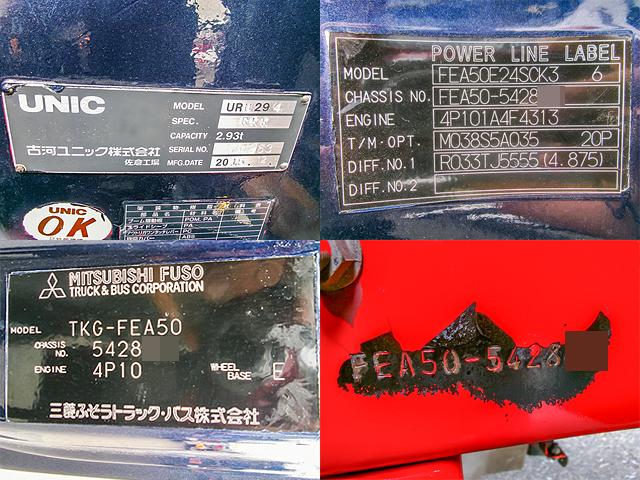 UNIC
MODEL
SPEC.
CAPACITY 2.93t
SERIAL NO.
MFG.DATE
古河ユニック株式会社
佐倉工場
UNIC
OK
POWER LINE LABEL
MODEL FEA50E24SCK3 6
CHASSIS NO. FEA50-5428
ENGINE 4P101A4F4313
T/M・OPT. M038S5A035 20P
DIFF.NO.1 R033TJ5555(4.875)
DIFF.NO.2
MITSUBISHI FUSO
TRUCK & BUS CORPORATION
MODEL TKG-FEA50
CHASSIS NO. 5428
ENGINE 4P10 WHEEL BASE E
三菱ふそうトラック・バス株式会社
FEA50-5428